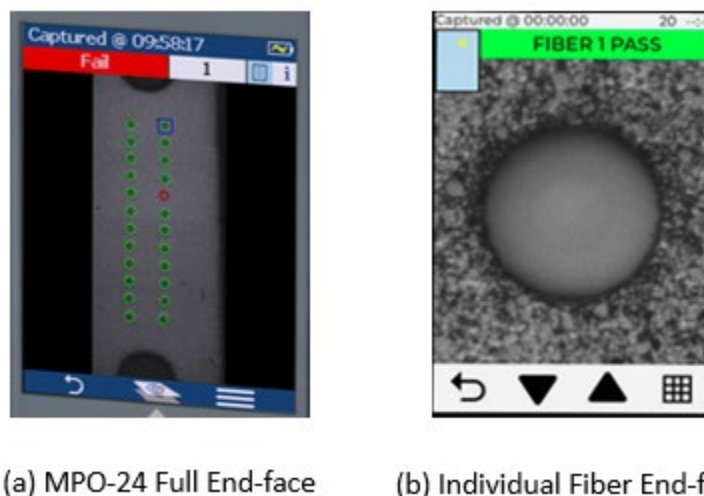 Captured @ 09:58:17
Fail 1 i
Captured @ 00:00:00 20
FIBER 1 PASS
(a) MPO-24 Full End-face
(b) Individual Fiber End-f